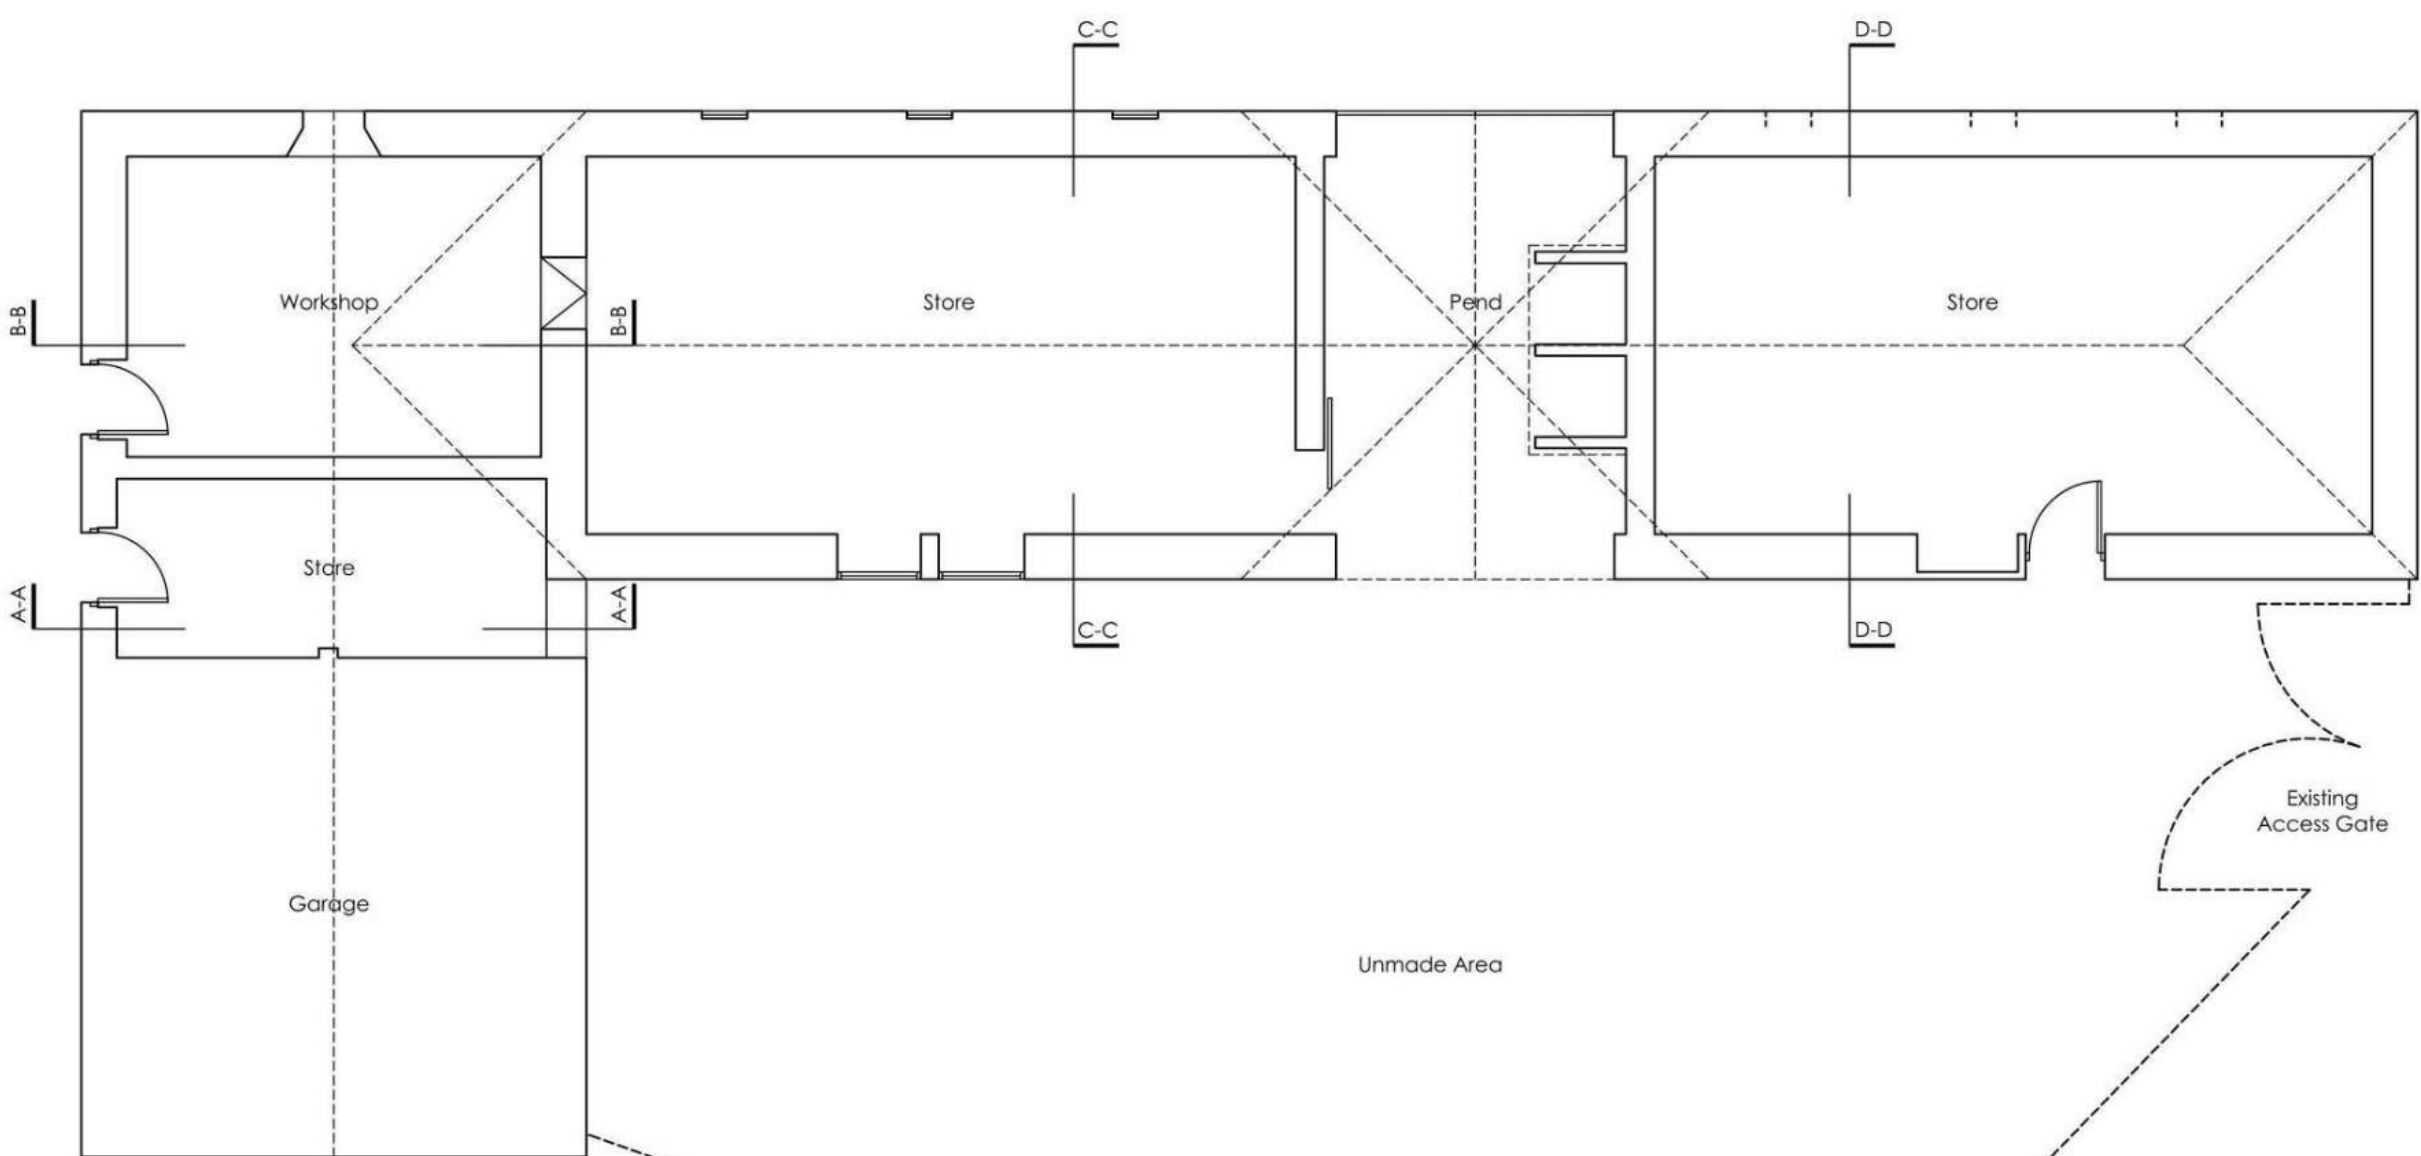 C-C
D-D
Workshop
Store
Pend
Store
B-B
B-B
Store
A-A
A-A
C-C
D-D
Existing
Access Gate
Garage
Unmade Area